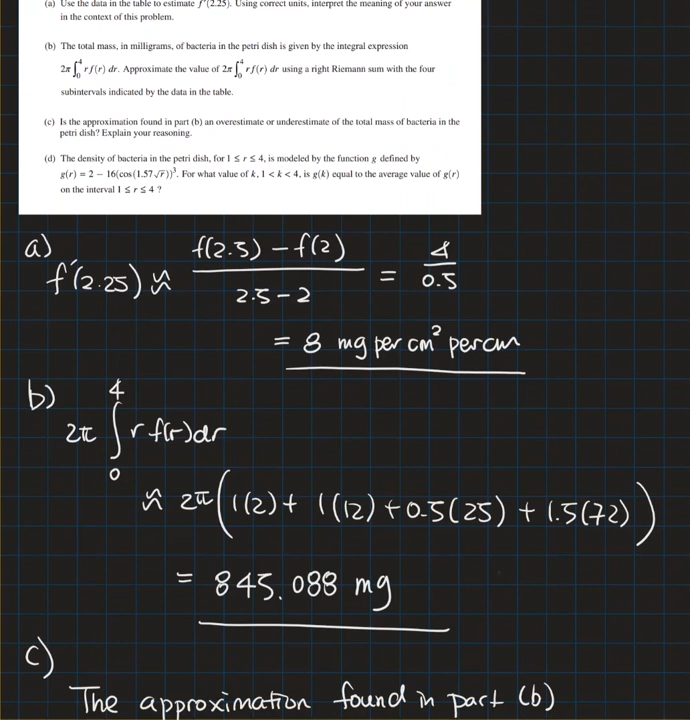 (a) Use the data in the table to estimate f′(2.25). Using correct units, interpret the meaning of your answer
in the context of this problem.
(b) The total mass, in milligrams, of bacteria in the petri dish is given by the integral expression
2π∫₀⁴ r f(r) dr. Approximate the value of 2π∫₀⁴ r f(r) dr using a right Riemann sum with the four
subintervals indicated by the data in the table.
(c) Is the approximation found in part (b) an overestimate or underestimate of the total mass of bacteria in the
petri dish? Explain your reasoning.
(d) The density of bacteria in the petri dish, for 1 ≤ r ≤ 4, is modeled by the function g defined by
g(r) = 2 − 16(cos(1.57√r))³. For what value of k, 1 < k < 4, is g(k) equal to the average value of g(r)
on the interval 1 ≤ r ≤ 4 ?
a)
f′(2.25) ≈ (f(2.5) − f(2))/(2.5 − 2) = 4/0.5
= 8 mg per cm² per cm
b)
2π ∫₀⁴ r f(r) dr
≈ 2π(1(2) + 1(12) + 0.5(25) + 1.5(72))
= 845.088 mg
c)
The approximation found in part (b)